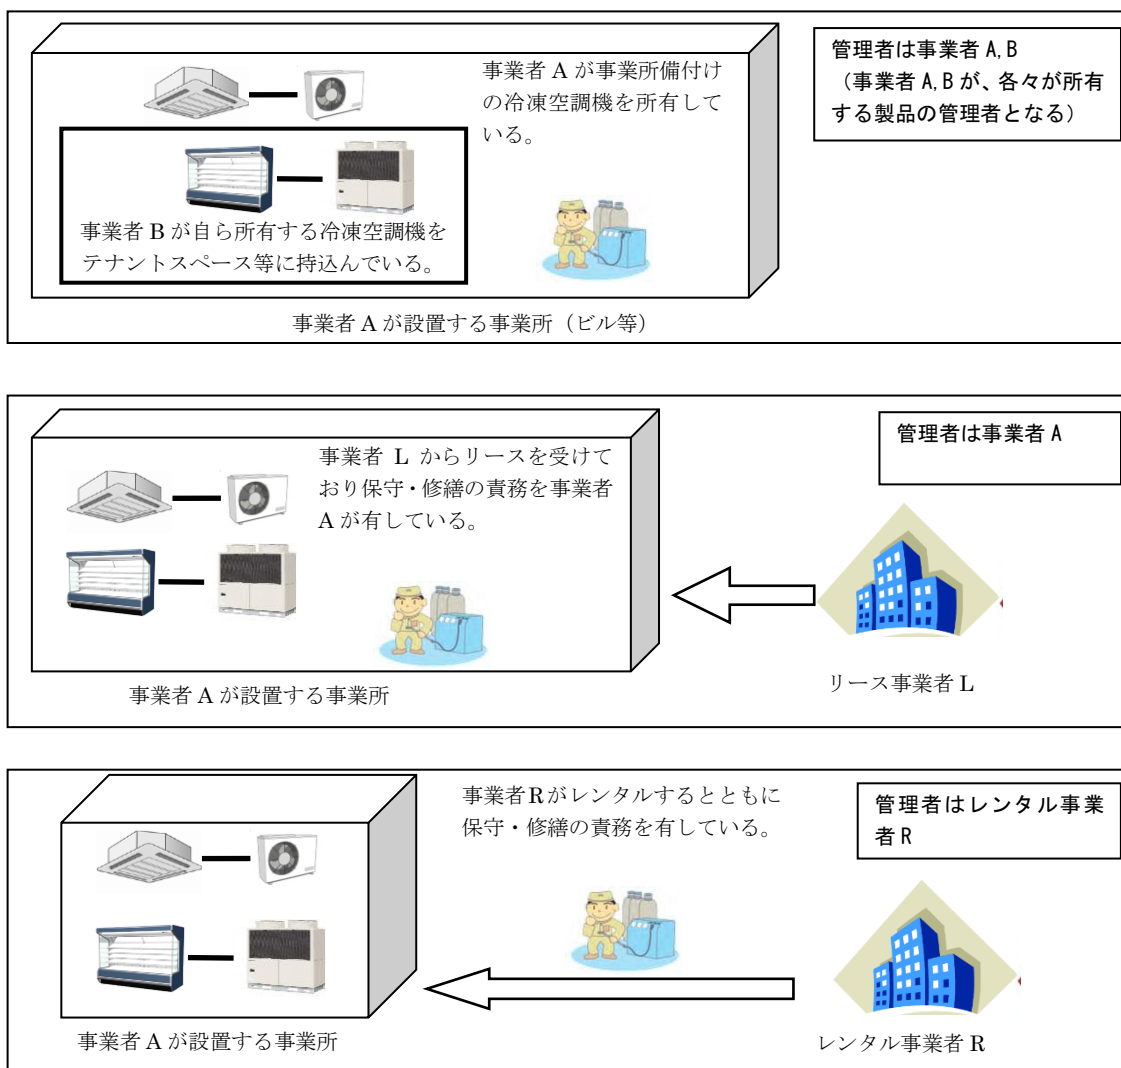 管理者は事業者 A,B
（事業者 A,B が、各々が所有
する製品の管理者となる）
事業者 A が事業所備付け
の冷凍空調機を所有して
いる。
事業者 B が自ら所有する冷凍空調機を
テナントスペース等に持込んでいる。
事業者 A が設置する事業所（ビル等）
管理者は事業者 A
事業者 L からリースを受けて
おり保守・修繕の責務を事業者
A が有している。
リース事業者 L
事業者 A が設置する事業所
事業者 R がレンタルするとともに
保守・修繕の責務を有している。
管理者はレンタル事業
者 R
事業者 A が設置する事業所
レンタル事業者 R